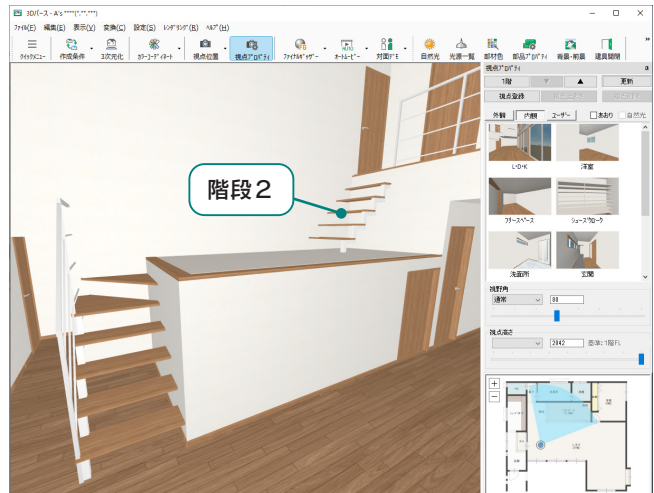 3Dパース - A's ****(*.**.***)
ファイル(F) 編集(E) 表示(V) 変換(C) 設定(S) レンダリング(R) ヘルプ(H)
クイックメニュー 作成条件 3次元化 カラーコーディネート 視点位置 視点プロパティ ファイナルギャザー オートムービー 対面デモ 自然光 光源一覧 部材色 部品プロパティ 背景・前景 建具開閉
AUTO
視点プロパティ
1階 ▼ ▲ 更新
視点登録
外観 内観 ユーザー あおり 自然光
L・D・K 洋室
フリースペース シューズクローク
洗面所 玄関
視野角
通常 80
視点高さ
2042 基準:1階FL
階段2